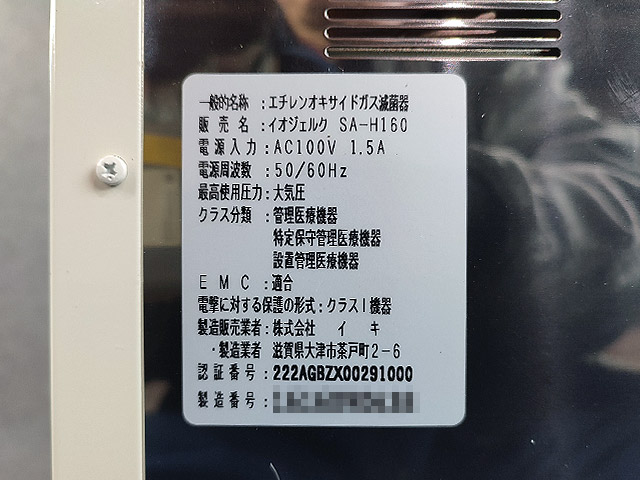 一般的名称 :エチレンオキサイドガス滅菌器
販 売 名 :イオジェルク SA-H160
電源入力 :AC100V 1.5A
電源周波数 :50/60Hz
最高使用圧力:大気圧
クラス分類 :管理医療機器
特定保守管理医療機器
設置管理医療機器
E M C :適合
電撃に対する保護の形式:クラスⅠ機器
製造販売業者:株式会社 イ キ
・製造業者 滋賀県大津市茶戸町2-6
認証番号 :222AGBZX00291000
製造番号 :